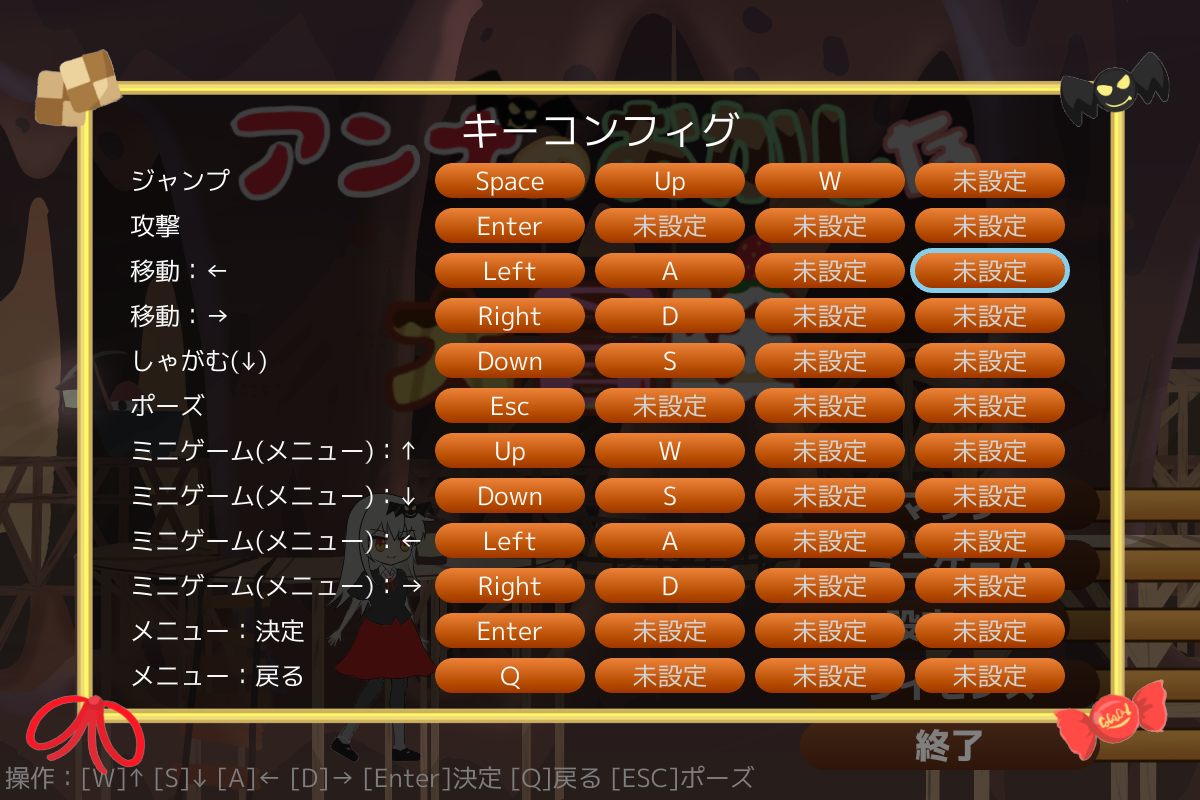 キーコンフィグ
ジャンプ Space Up W 未設定
攻撃 Enter 未設定 未設定 未設定
移動：← Left A 未設定 未設定
移動：→ Right D 未設定 未設定
しゃがむ(↓) Down S 未設定 未設定
ポーズ Esc 未設定 未設定 未設定
ミニゲーム(メニュー)：↑ Up W 未設定 未設定
ミニゲーム(メニュー)：↓ Down S 未設定 未設定
ミニゲーム(メニュー)：← Left A 未設定 未設定
ミニゲーム(メニュー)：→ Right D 未設定 未設定
メニュー：決定 Enter 未設定 未設定 未設定
メニュー：戻る Q 未設定 未設定 未設定
終了
操作：[W]↑ [S]↓ [A]← [D]→ [Enter]決定 [Q]戻る [ESC]ポーズ